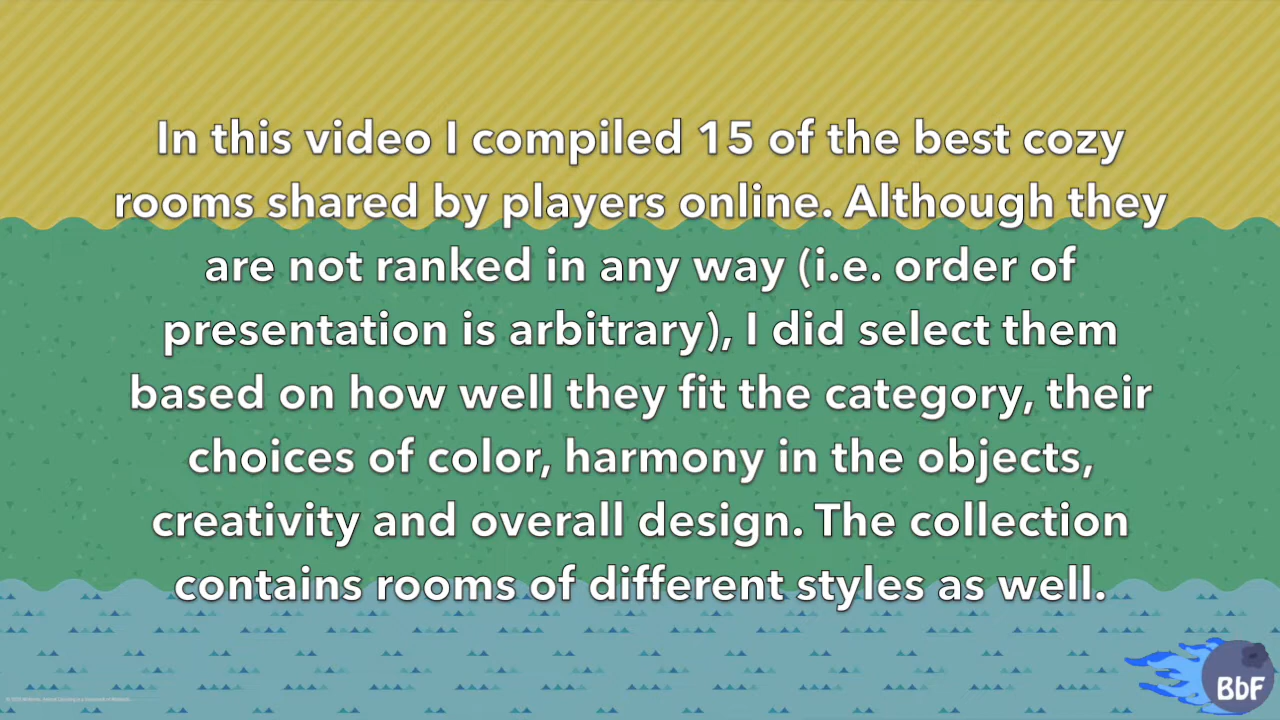 In this video I compiled 15 of the best cozy
rooms shared by players online. Although they
are not ranked in any way (i.e. order of
presentation is arbitrary), I did select them
based on how well they fit the category, their
choices of color, harmony in the objects,
creativity and overall design. The collection
contains rooms of different styles as well.
BbF